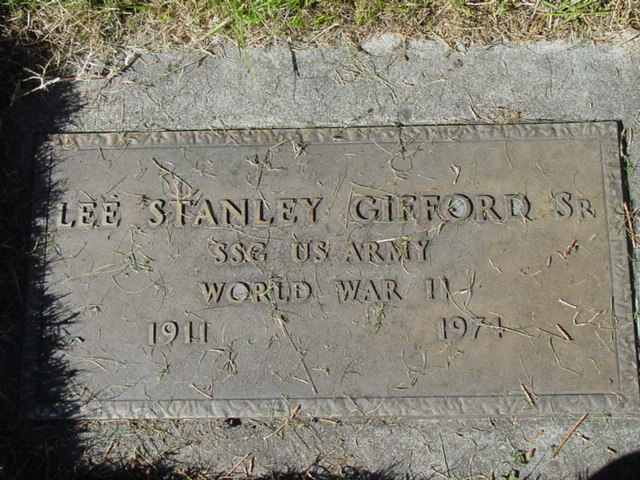 LEE STANLEY GIFFORD SR
SSG US ARMY
WORLD WAR II
1911 1974